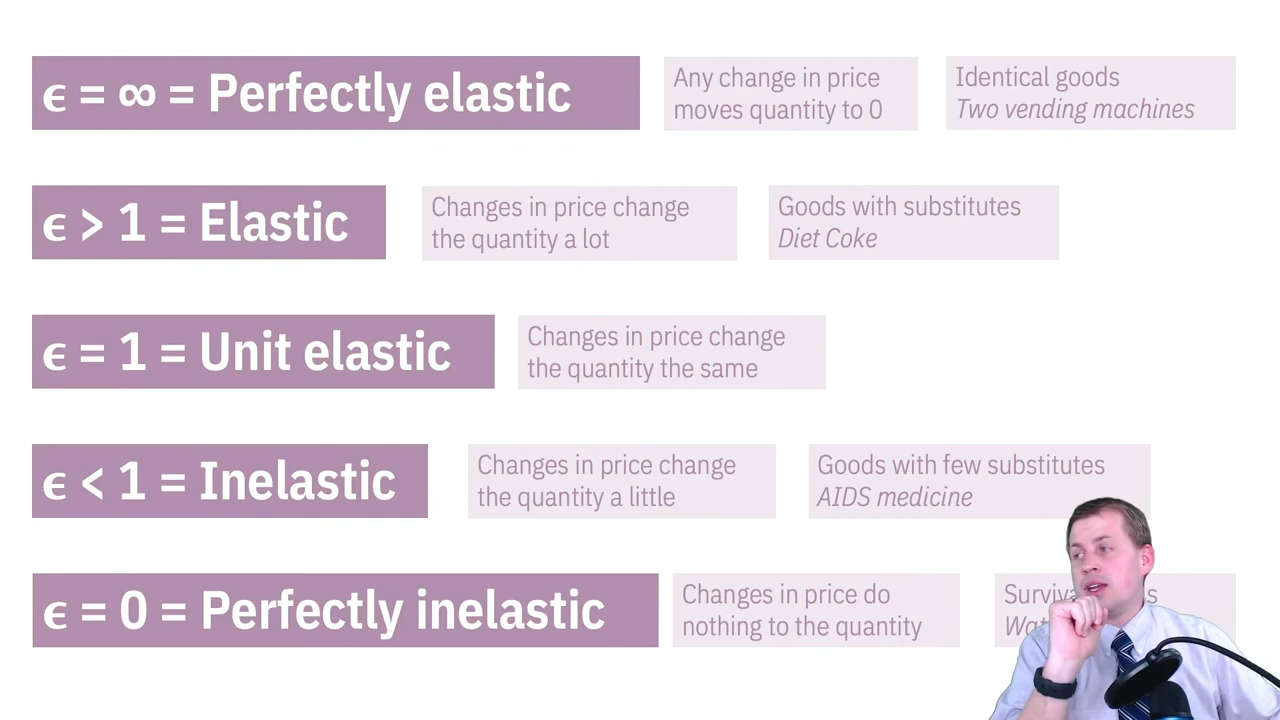 ϵ = ∞ = Perfectly elastic
Any change in price
moves quantity to 0
Identical goods
Two vending machines
ϵ > 1 = Elastic
Changes in price change
the quantity a lot
Goods with substitutes
Diet Coke
ϵ = 1 = Unit elastic
Changes in price change
the quantity the same
ϵ < 1 = Inelastic
Changes in price change
the quantity a little
Goods with few substitutes
AIDS medicine
ϵ = 0 = Perfectly inelastic
Changes in price do
nothing to the quantity